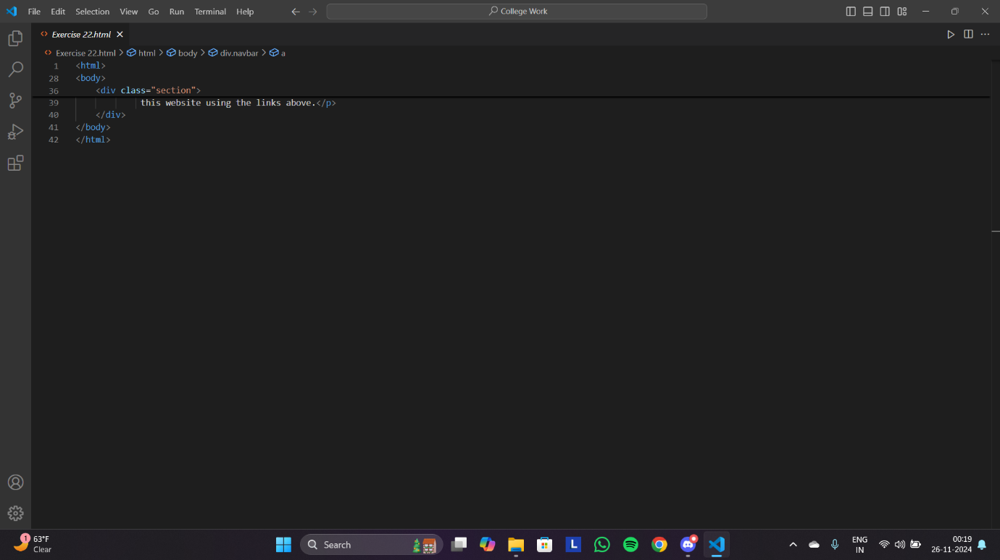 File Edit Selection View Go Run Terminal Help College Work
Exercise 22.html
Exercise 22.html > html > body > div.navbar > a
1 <html>
28 <body>
36 <div class="section">
39 this website using the links above.</p>
40 </div>
41 </body>
42 </html>
1
63°F
Clear
Search
L
ENG
IN
00:19
26-11-2024